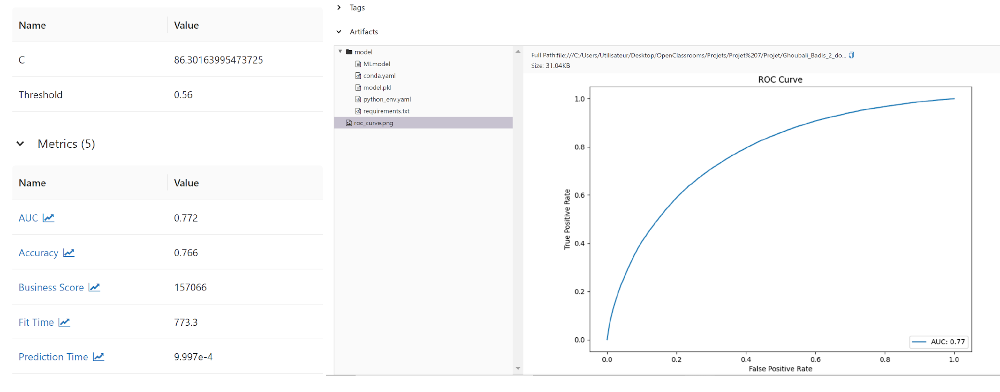 Name Value
C 86.30163995473725
Threshold 0.56
Metrics (5)
Name Value
AUC 0.772
Accuracy 0.766
Business Score 157066
Fit Time 773.3
Prediction Time 9.997e-4
Tags
Artifacts
model
MLmodel
conda.yaml
model.pkl
python_env.yaml
requirements.txt
roc_curve.png
Full Path:file:///C:/Users/Utilisateur/Desktop/OpenClassrooms/Projets/Projet%207/Projet/Ghoubali_Badis_2_do...
Size: 31.04KB
ROC Curve
True Positive Rate
1.0
0.8
0.6
0.4
0.2
0.0
AUC: 0.77
0.0 0.2 0.4 0.6 0.8 1.0
False Positive Rate